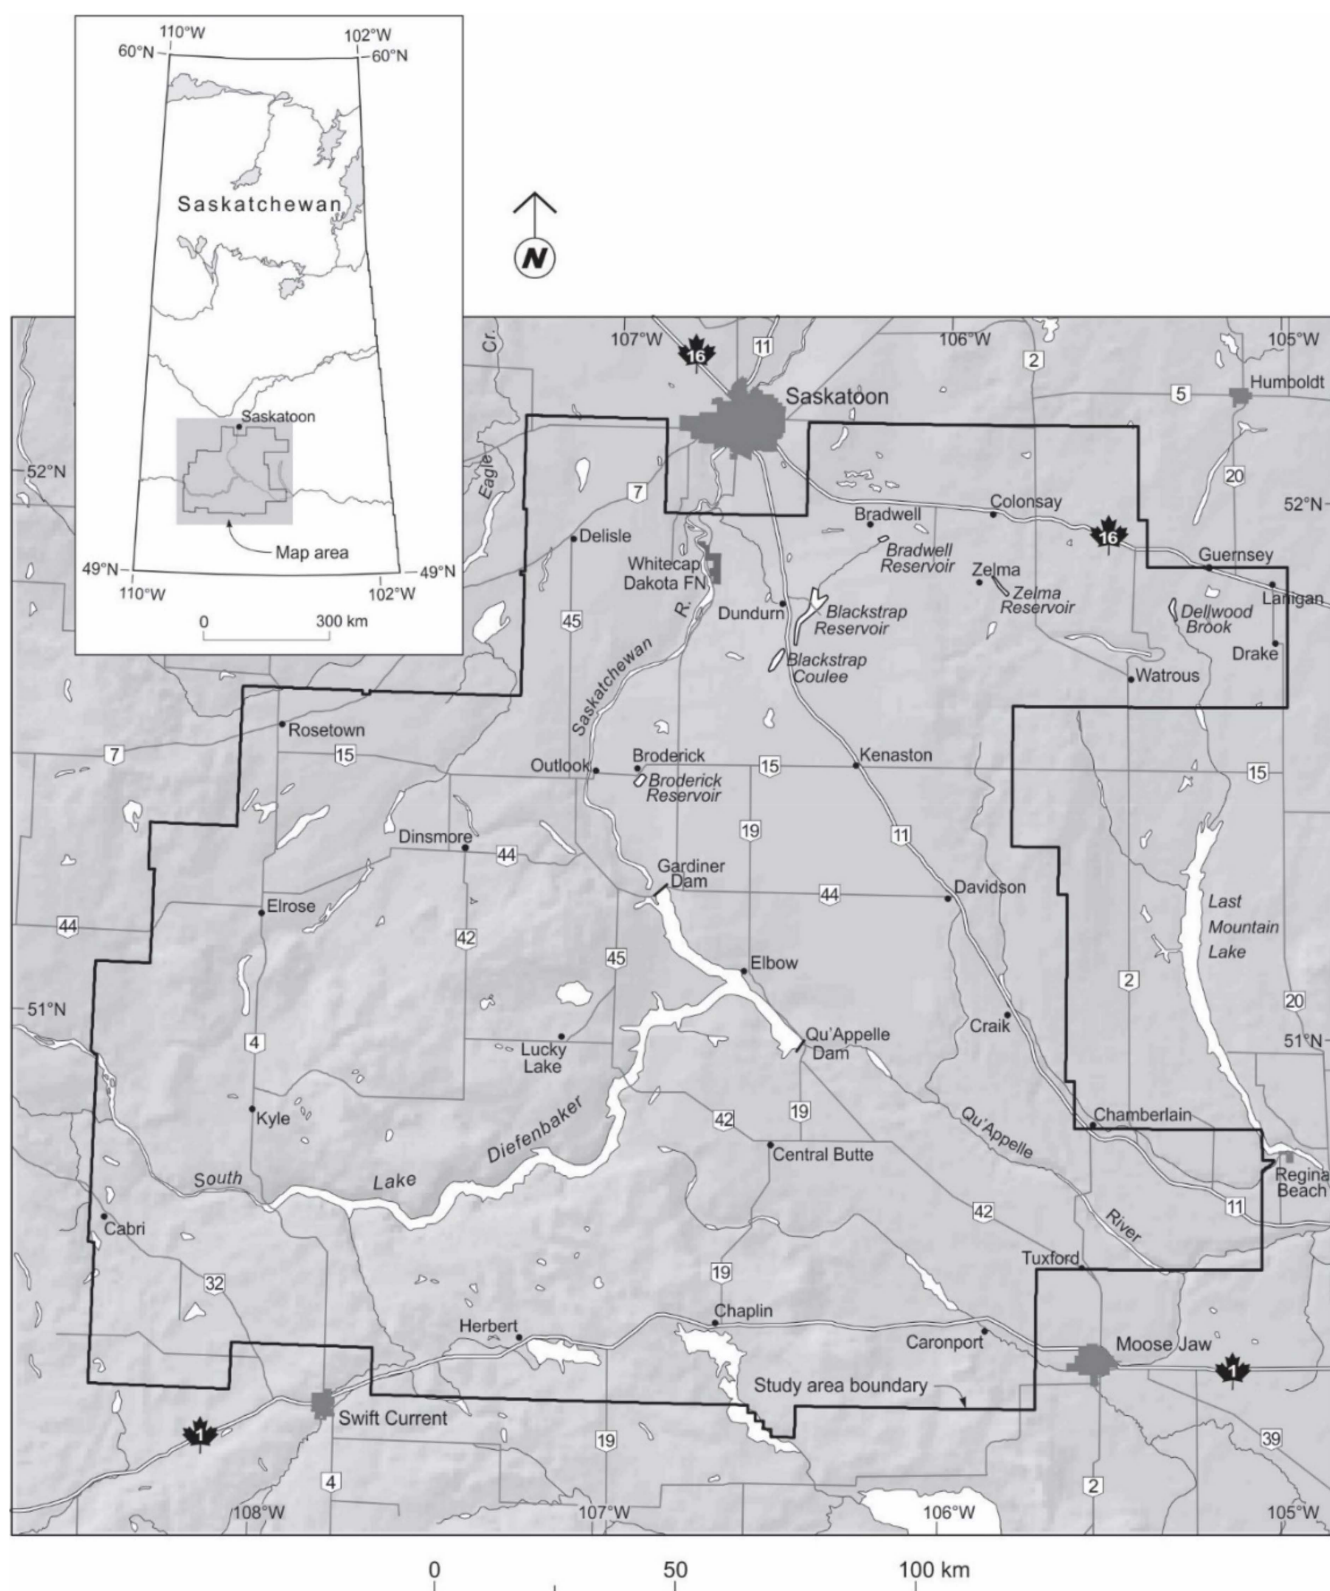 110°W
102°W
60°N
60°N
Saskatchewan
Saskatoon
Map area
49°N
49°N
110°W
102°W
0
300 km
N
Cr.
107°W
16
11
106°W
2
105°W
Humboldt
5
Saskatoon
52°N
Eagle
7
20
52°N
Colonsay
Bradwell
16
Delisle
Bradwell
Reservoir
Guernsey
Whitecap
Dakota FN
Zelma
Zelma
Reservoir
Lanigan
R.
Dundurn
Blackstrap
Reservoir
Dellwood
Brook
45
Drake
Saskatchewan
Blackstrap
Coulee
Watrous
Rosetown
7
15
Outlook
Broderick
15
Kenaston
15
Broderick
Reservoir
Dinsmore
44
19
11
Gardiner
Dam
44
Davidson
Elrose
Last
Mountain
Lake
44
42
45
Elbow
2
51°N
20
Craik
Qu'Appelle
Dam
51°N
4
Lucky
Lake
Kyle
Diefenbaker
42
19
Qu'Appelle
Chamberlain
Central Butte
South
Lake
Regina
Beach
Cabri
42
River
11
32
19
Tuxford
Herbert
Chaplin
Caronport
Moose Jaw
1
Study area boundary
Swift Current
1
19
39
4
2
108°W
107°W
106°W
105°W
0
50
100 km